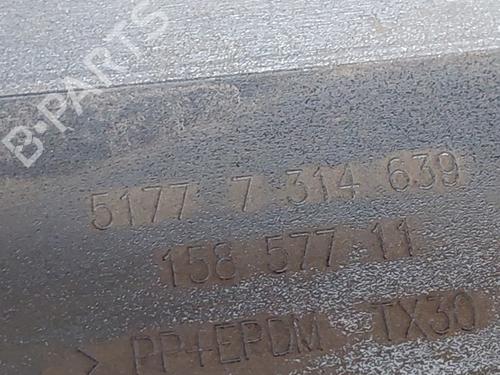 B-PARTS
5177 7 314 639
158 577 11
> PP+EPDM TX30